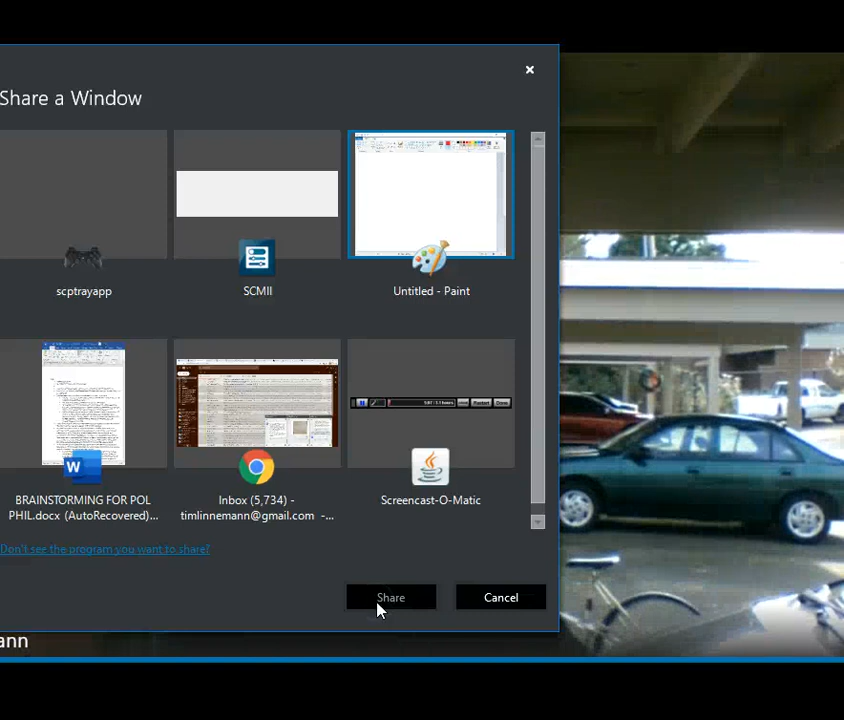 Share a Window
scptrayapp
SCMII
Untitled - Paint
BRAINSTORMING FOR POL
PHIL.docx (AutoRecovered)...
Inbox (5,734) -
timlinnemann@gmail.com -...
Screencast-O-Matic
Don't see the program you want to share?
Share
Cancel
ann